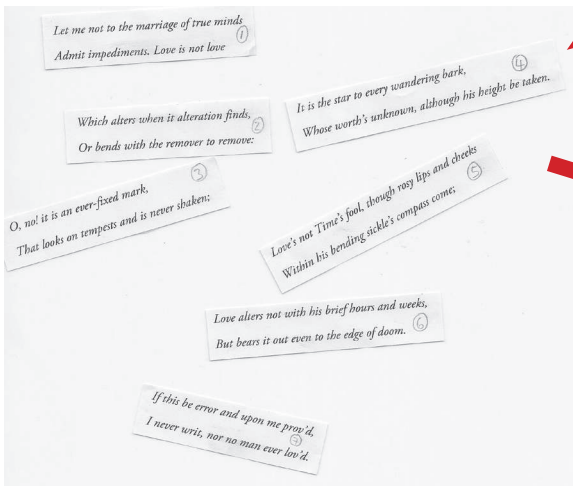 Let me not to the marriage of true minds
Admit impediments. Love is not love
1
Which alters when it alteration finds,
Or bends with the remover to remove:
2
O, no! it is an ever-fixed mark,
That looks on tempests and is never shaken;
3
It is the star to every wandering bark,
Whose worth's unknown, although his height be taken.
4
Love's not Time's fool, though rosy lips and cheeks
Within his bending sickle's compass come;
5
Love alters not with his brief hours and weeks,
But bears it out even to the edge of doom.
6
If this be error and upon me prov'd,
I never writ, nor no man ever lov'd.
7